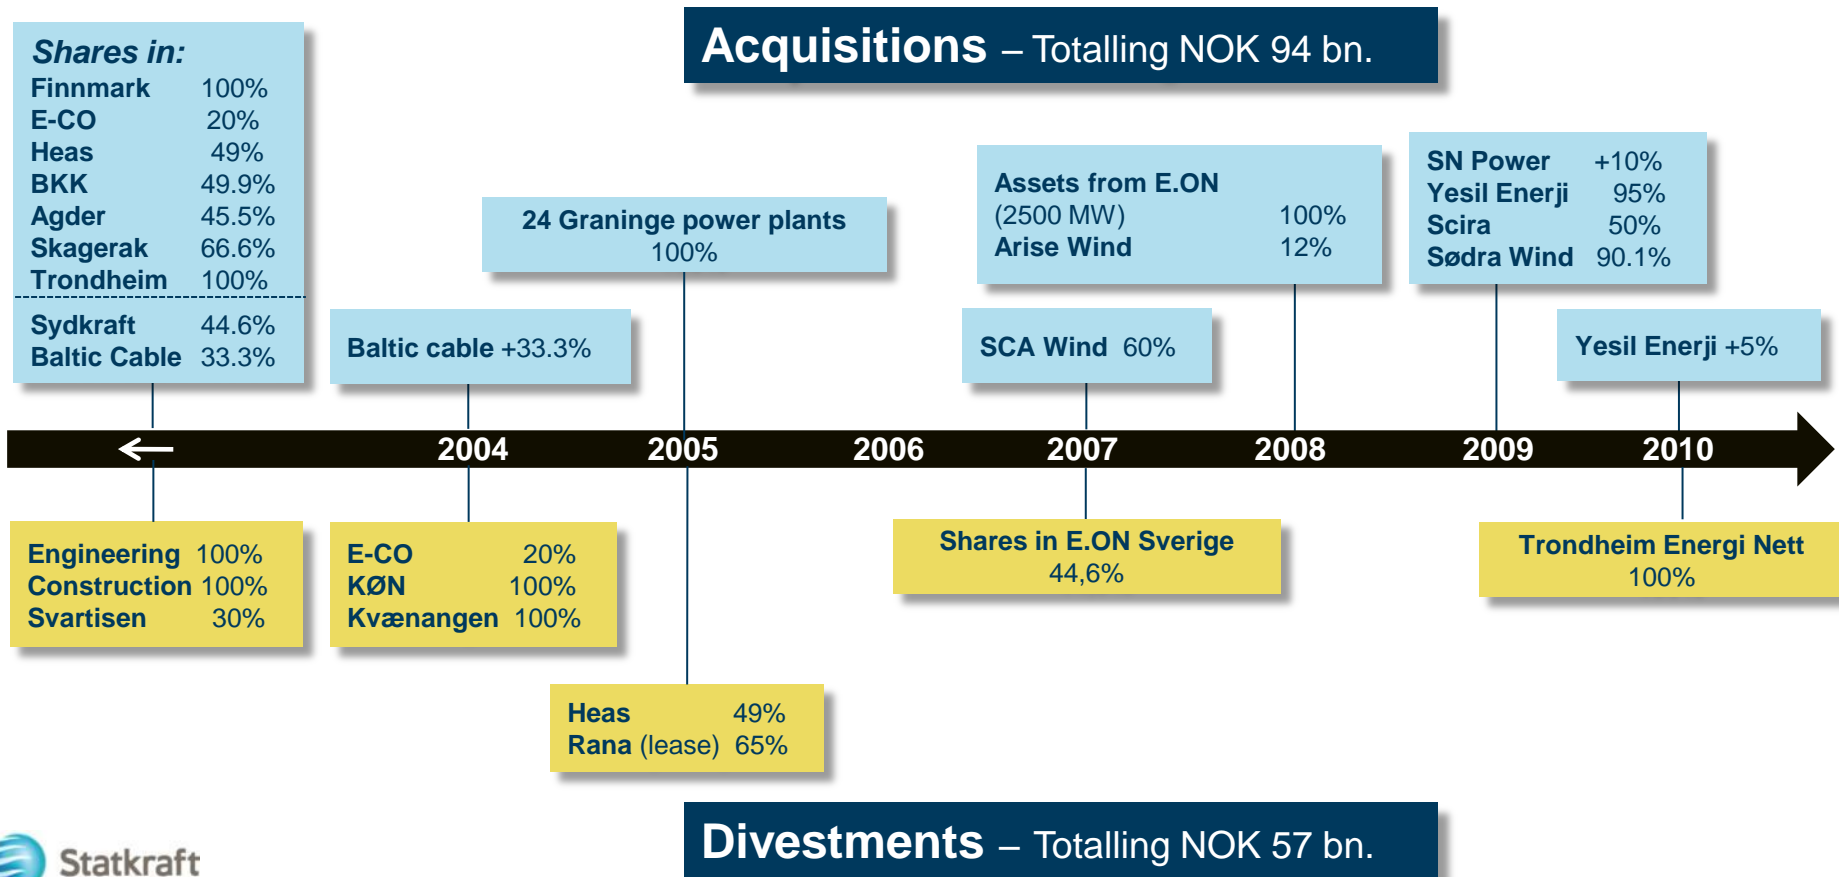 Acquisitions – Totalling NOK 94 bn.
Shares in:
Finnmark 100%
E-CO 20%
Heas 49%
BKK 49.9%
Agder 45.5%
Skagerak 66.6%
Trondheim 100%
Sydkraft 44.6%
Baltic Cable 33.3%
Baltic cable +33.3%
24 Graninge power plants
100%
Assets from E.ON
(2500 MW) 100%
Arise Wind 12%
SCA Wind 60%
SN Power +10%
Yesil Enerji 95%
Scira 50%
Sødra Wind 90.1%
Yesil Enerji +5%
2004 2005 2006 2007 2008 2009 2010
Engineering 100%
Construction 100%
Svartisen 30%
E-CO 20%
KØN 100%
Kvænangen 100%
Heas 49%
Rana (lease) 65%
Shares in E.ON Sverige
44,6%
Trondheim Energi Nett
100%
Divestments – Totalling NOK 57 bn.
Statkraft